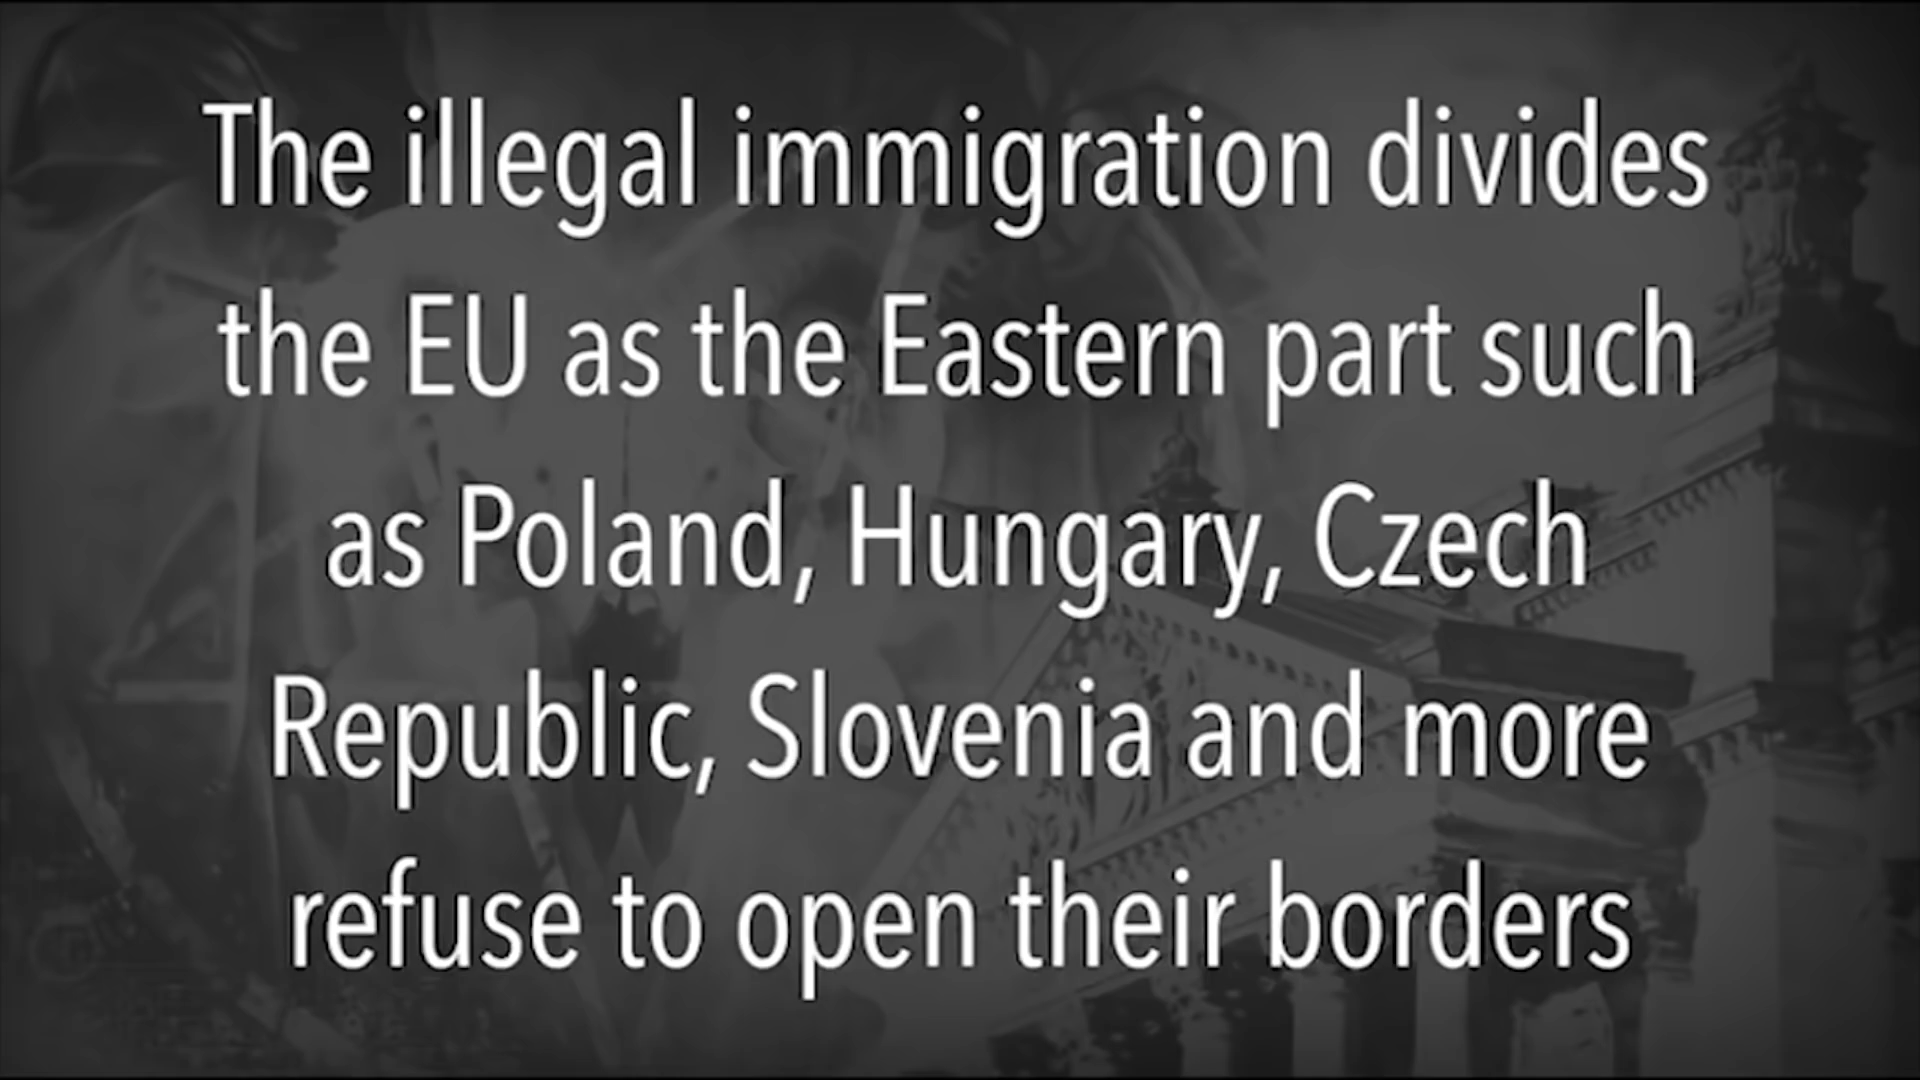 The illegal immigration divides
the EU as the Eastern part such
as Poland, Hungary, Czech
Republic, Slovenia and more
refuse to open their borders